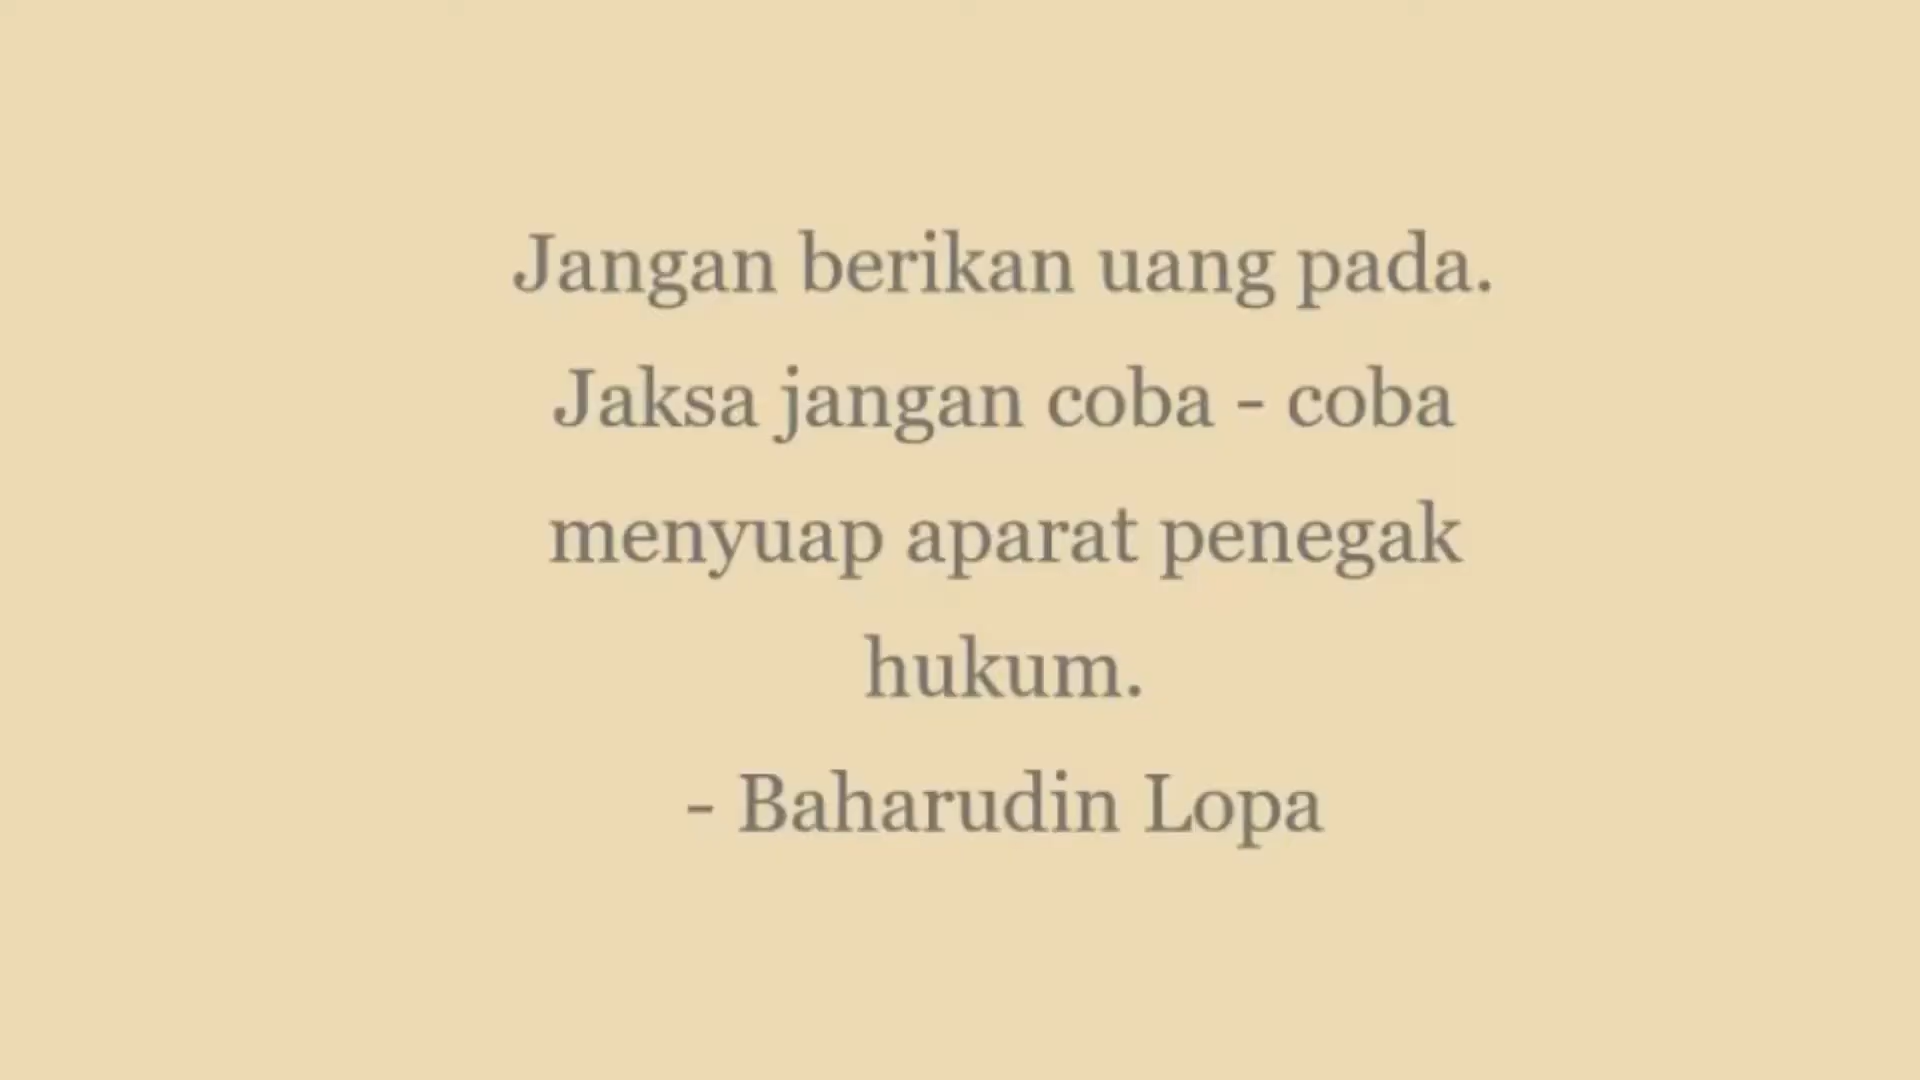 Jangan berikan uang pada.
Jaksa jangan coba - coba
menyuap aparat penegak
hukum.
- Baharudin Lopa